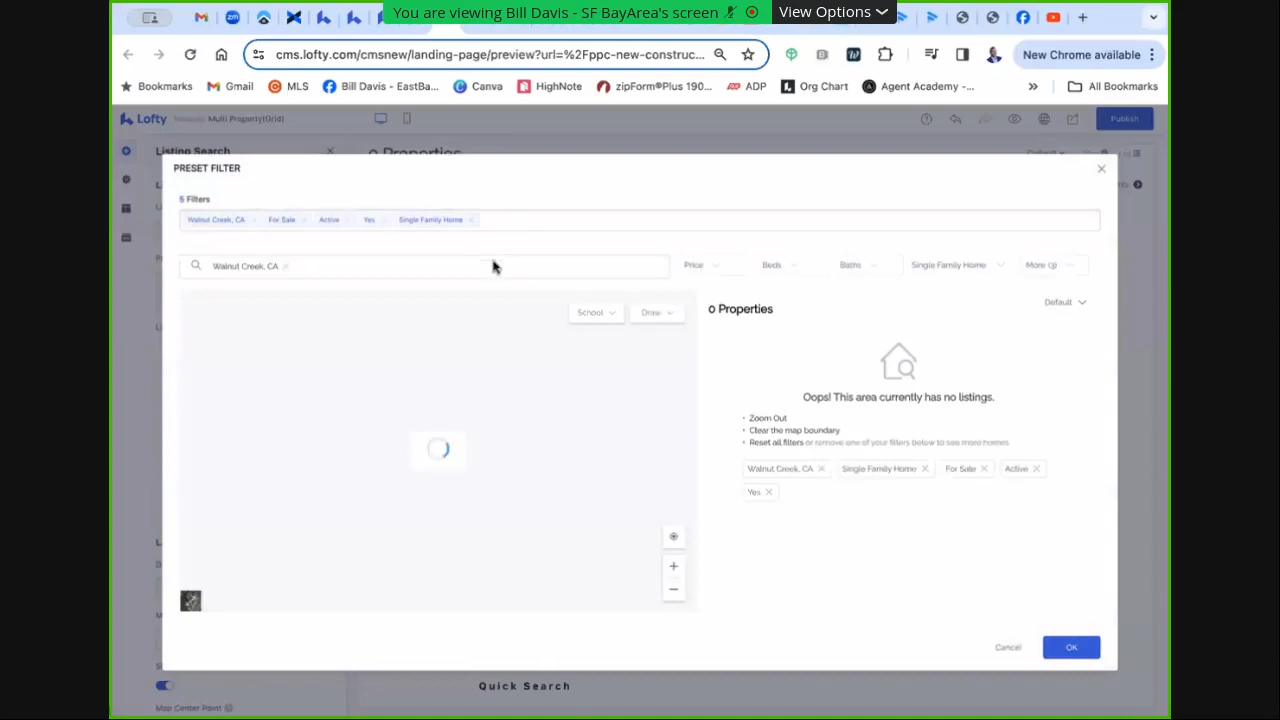 You are viewing Bill Davis - SF BayArea's screen
View Options
cms.lofty.com/cmsnew/landing-page/preview?url=%2Fppc-new-construc...
New Chrome available
Bookmarks
Gmail
MLS
Bill Davis - EastBa...
Canva
HighNote
zipForm®Plus 190...
ADP
Org Chart
Agent Academy -...
»
All Bookmarks
Lofty
Multi Property(Grid)
Publish
Listing Search
0 Properties
PRESET FILTER
5 Filters
Walnut Creek, CA
For Sale
Active
Yes
Single Family Home
Walnut Creek, CA
Price
Beds
Baths
Single Family Home
More (3)
School
Draw
0 Properties
Default
Oops! This area currently has no listings.
• Zoom Out
• Clear the map boundary
• Reset all filters or remove one of your filters below to see more homes
Walnut Creek, CA
Single Family Home
For Sale
Active
Yes
Cancel
OK
Quick Search
Map Center Point